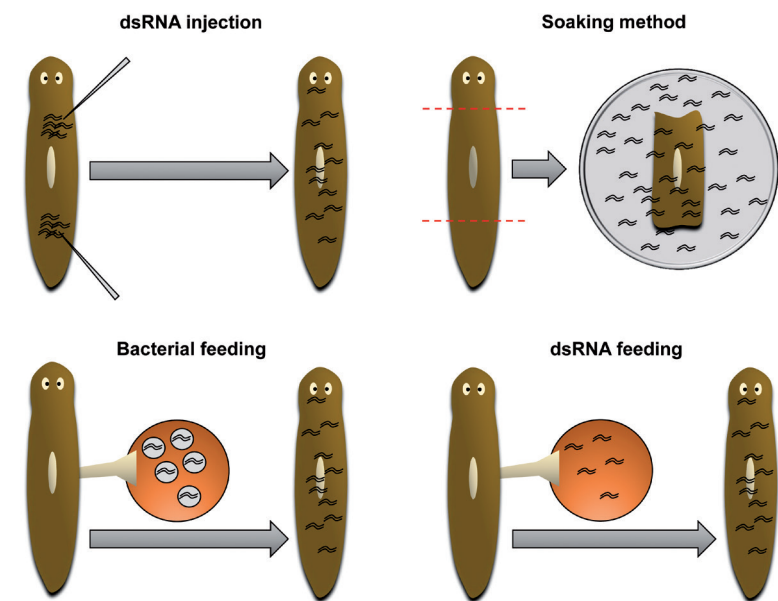 dsRNA injection
Soaking method
Bacterial feeding
dsRNA feeding